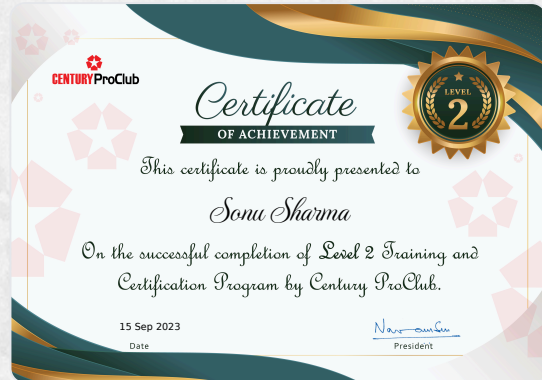 CENTURY ProClub
Certificate
OF ACHIEVEMENT
LEVEL
2
This certificate is proudly presented to
Sonu Sharma
On the successful completion of Level 2 Training and
Certification Program by Century ProClub.
15 Sep 2023
Date
President